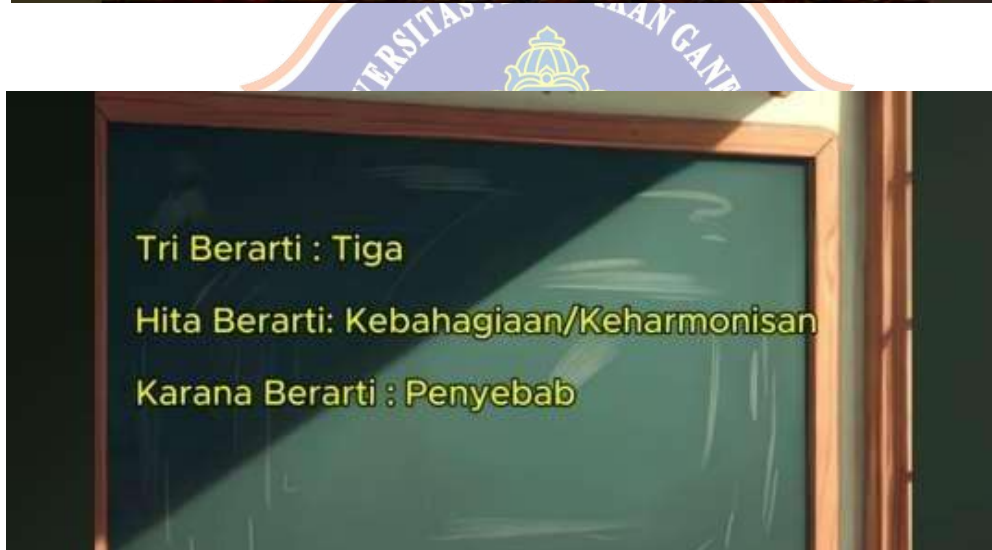 Tri Berarti : Tiga
Hita Berarti: Kebahagiaan/Keharmonisan
Karana Berarti : Penyebab